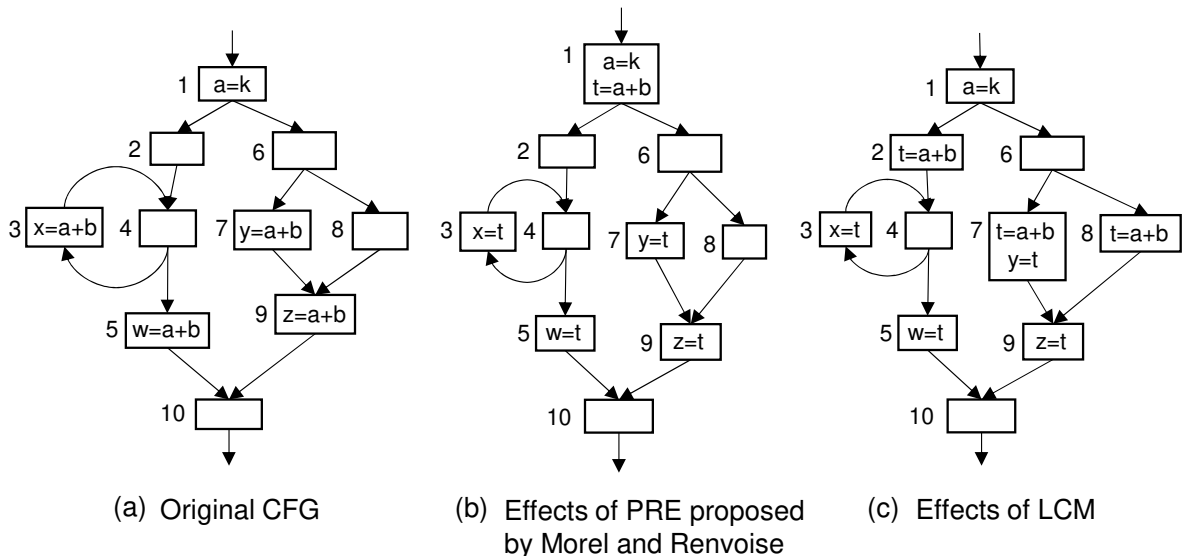 1 a=k
2
6
3 x=a+b
4
7 y=a+b
8
5 w=a+b
9 z=a+b
10
(a) Original CFG
1 a=k
t=a+b
2
6
3 x=t
4
7 y=t
8
5 w=t
9 z=t
10
(b) Effects of PRE proposed
by Morel and Renvoise
1 a=k
2 t=a+b
6
3 x=t
4
7 t=a+b
y=t
8 t=a+b
5 w=t
9 z=t
10
(c) Effects of LCM